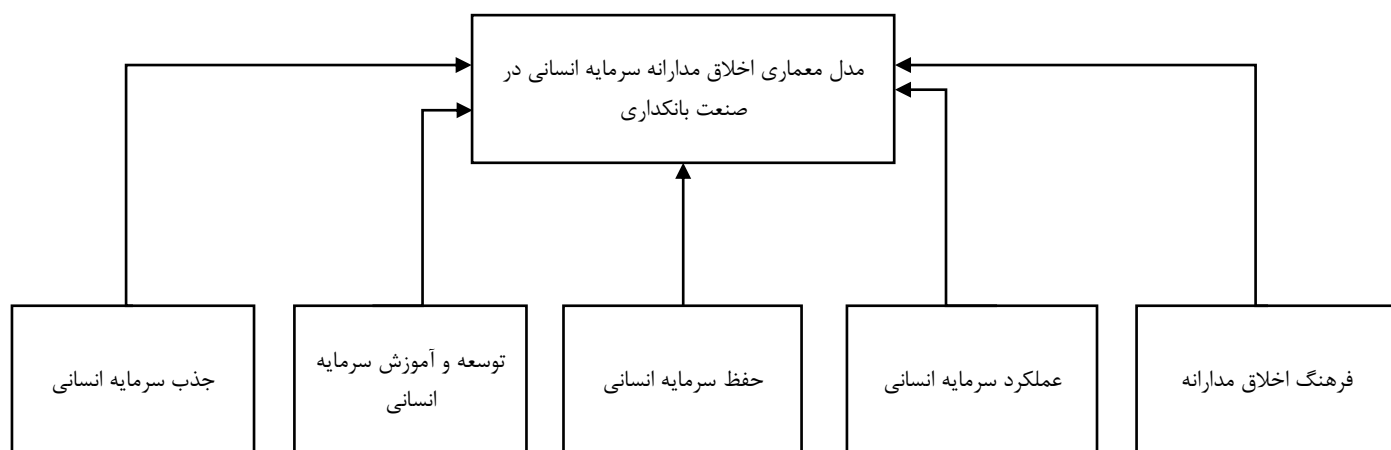 مدل معماری اخلاق مدارانه سرمایه انسانی در
صنعت بانکداری
فرهنگ اخلاق مدارانه
عملکرد سرمایه انسانی
حفظ سرمایه انسانی
توسعه و آموزش سرمایه
انسانی
جذب سرمایه انسانی